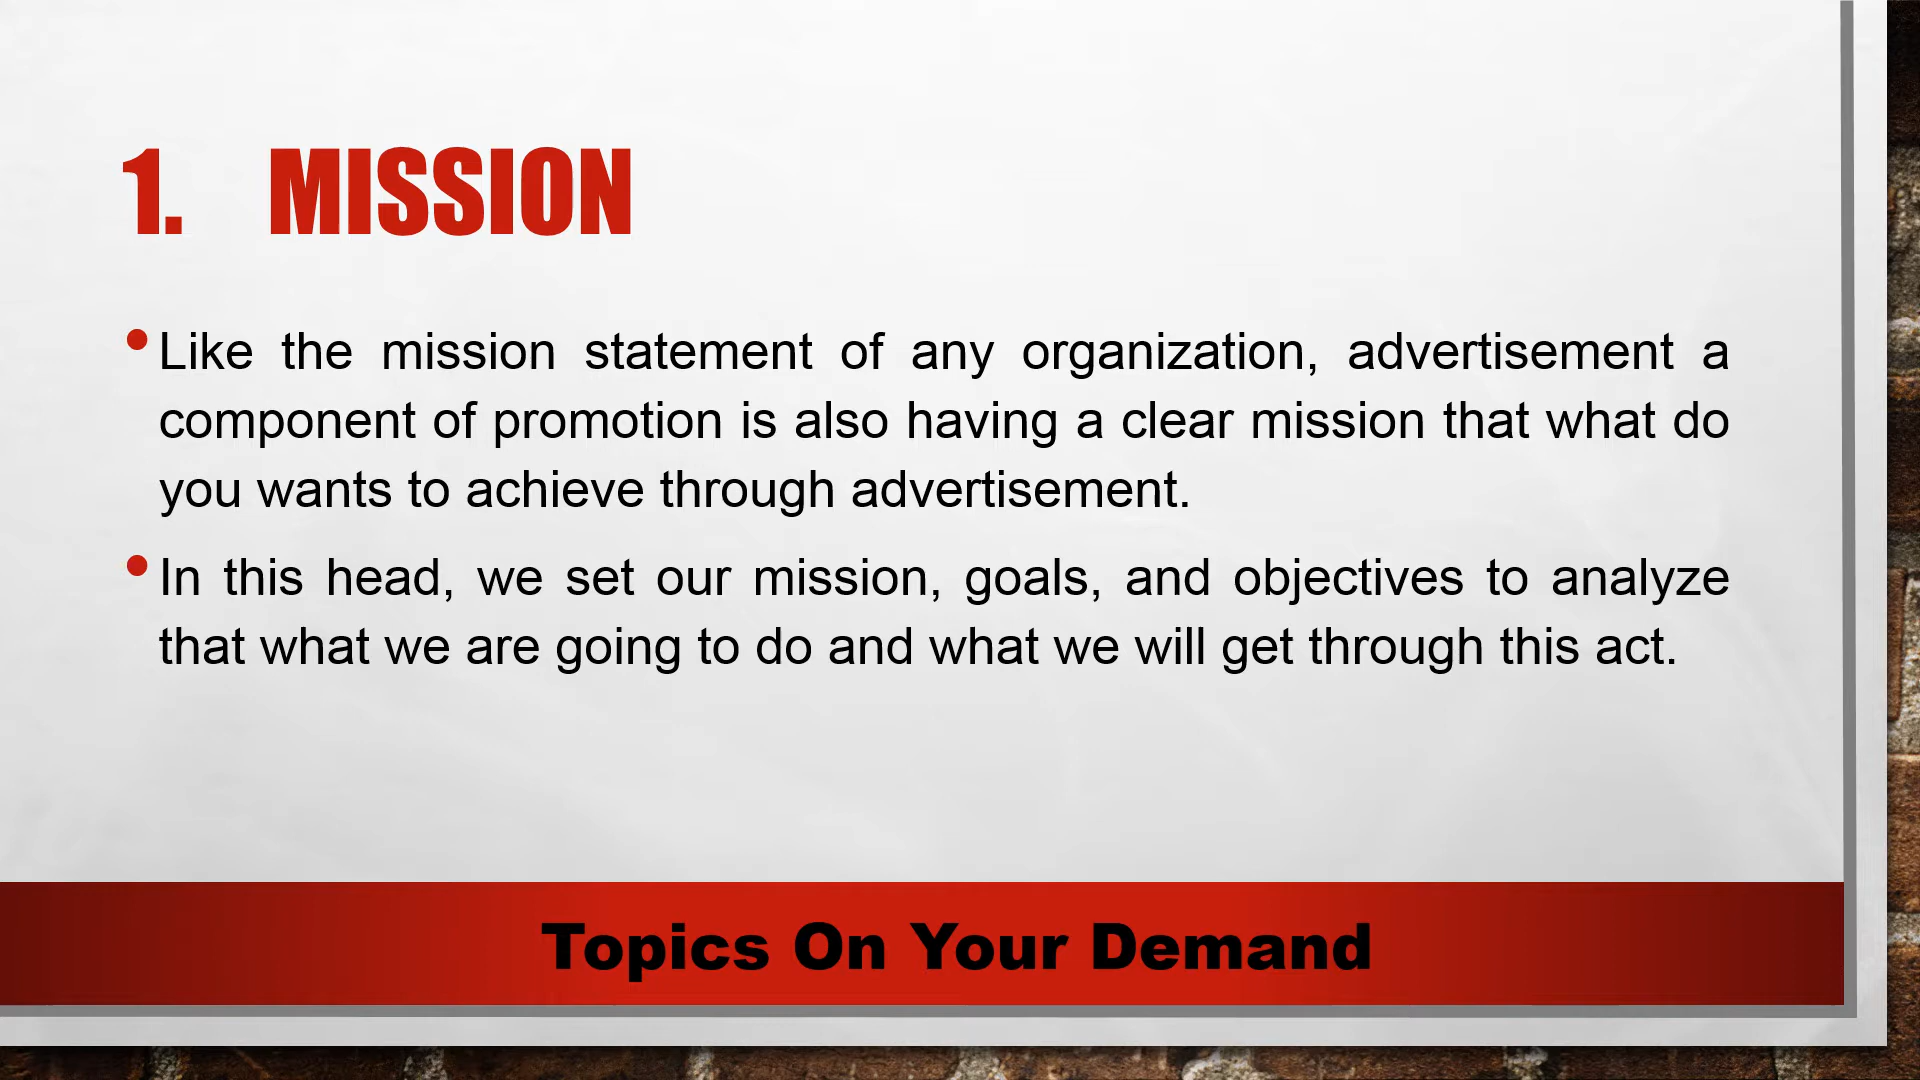 1. MISSION
• Like the mission statement of any organization, advertisement a
component of promotion is also having a clear mission that what do
you wants to achieve through advertisement.
• In this head, we set our mission, goals, and objectives to analyze
that what we are going to do and what we will get through this act.
Topics On Your Demand